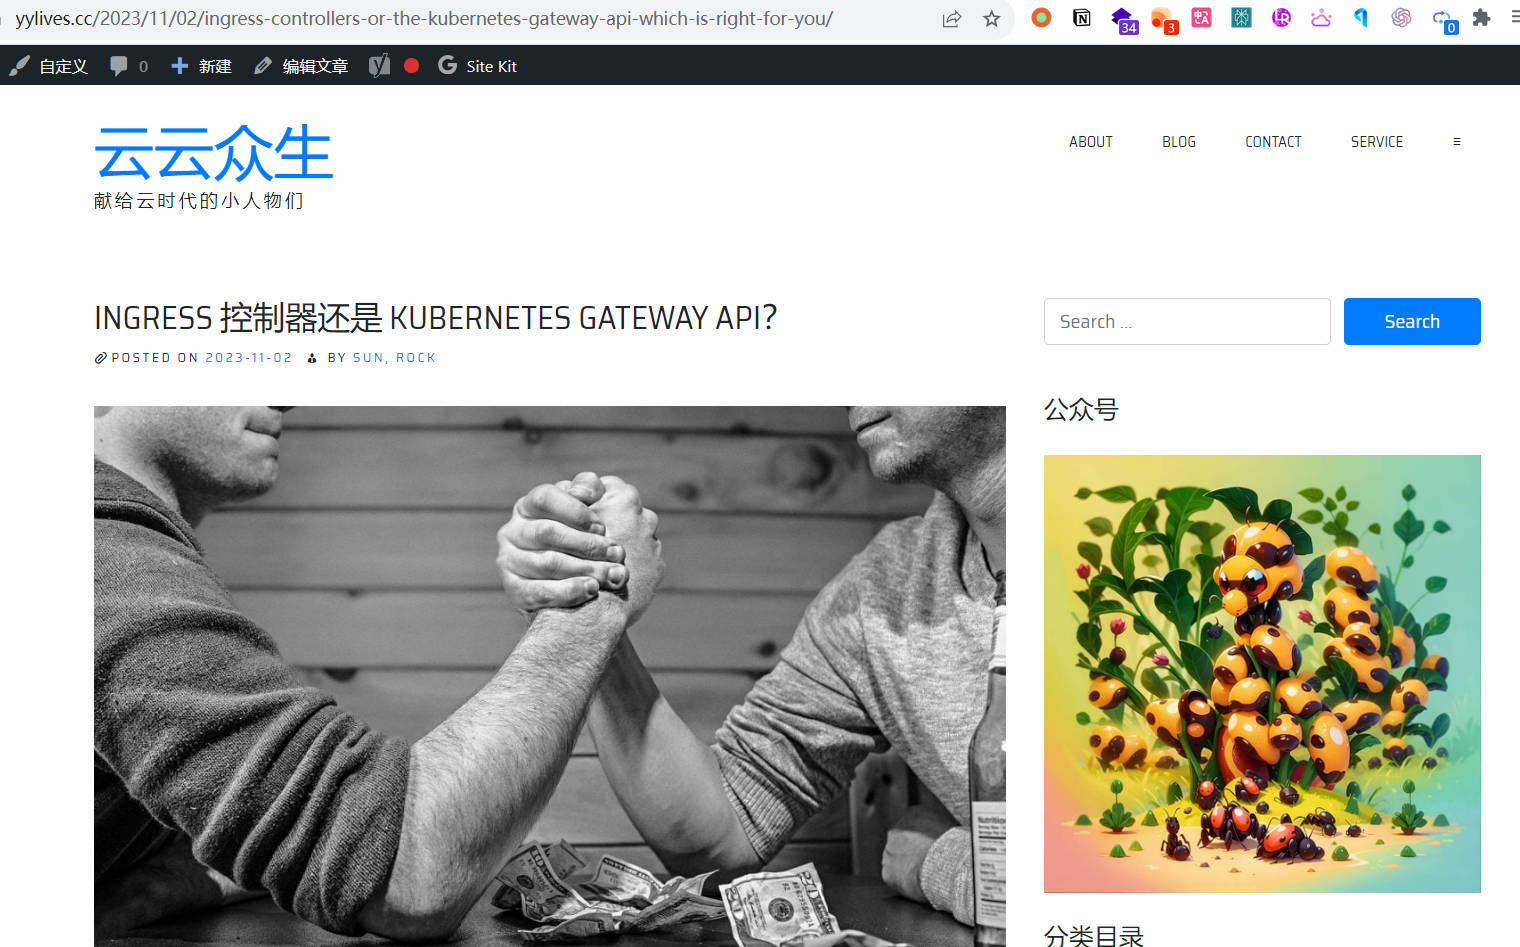 yylives.cc/2023/11/02/ingress-controllers-or-the-kubernetes-gateway-api-which-is-right-for-you/
34
3
0
自定义
0
新建
编辑文章
Site Kit
云云众生
献给云时代的小人物们
ABOUT
BLOG
CONTACT
SERVICE
INGRESS 控制器还是 KUBERNETES GATEWAY API?
POSTED ON 2023-11-02 BY SUN, ROCK
Search ...
Search
公众号
分类目录